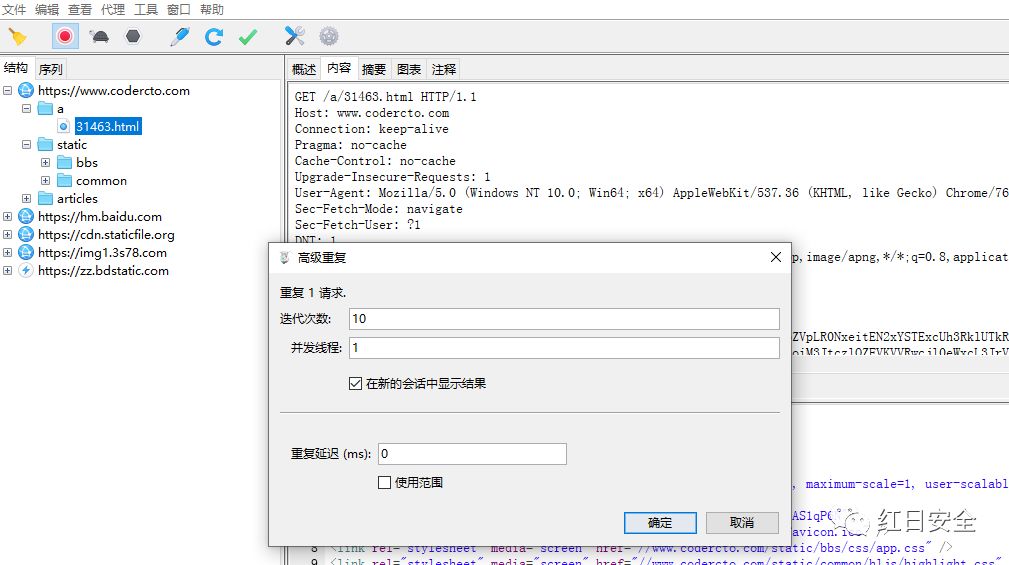 文件 编辑 查看 代理 工具 窗口 帮助
结构 序列
https://www.codercto.com
a
31463.html
static
bbs
common
articles
https://hm.baidu.com
https://cdn.staticfile.org
https://img1.3s78.com
https://zz.bdstatic.com
概述 内容 摘要 图表 注释
GET /a/31463.html HTTP/1.1
Host: www.codercto.com
Connection: keep-alive
Pragma: no-cache
Cache-Control: no-cache
Upgrade-Insecure-Requests: 1
User-Agent: Mozilla/5.0 (Windows NT 10.0; Win64; x64) AppleWebKit/537.36 (KHTML, like Gecko) Chrome/76
Sec-Fetch-Mode: navigate
Sec-Fetch-User: ?1
DNT: 1
p,image/apng,*/*;q=0.8,applicat
高级重复
重复 1 请求.
迭代次数: 10
并发线程: 1
在新的会话中显示结果
重复延迟 (ms): 0
使用范围
确定 取消
, maximum-scale=1, user-scalabl
avicon.ic
红日安全
8 <link rel="stylesheet" media="screen" href="//www.codercto.com/static/bbs/css/app.css" />
9 <link rel="stylesheet" media="screen" href="//www.codercto.com/static/common/hljs/highlight.css"